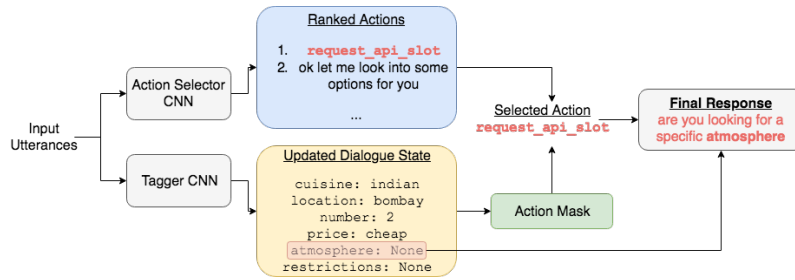 Input
Utterances
Action Selector
CNN
Tagger CNN
Ranked Actions
1. request_api_slot
2. ok let me look into some
options for you
...
Updated Dialogue State
cuisine: indian
location: bombay
number: 2
price: cheap
atmosphere: None
restrictions: None
Selected Action
request_api_slot
Action Mask
Final Response
are you looking for a
specific atmosphere